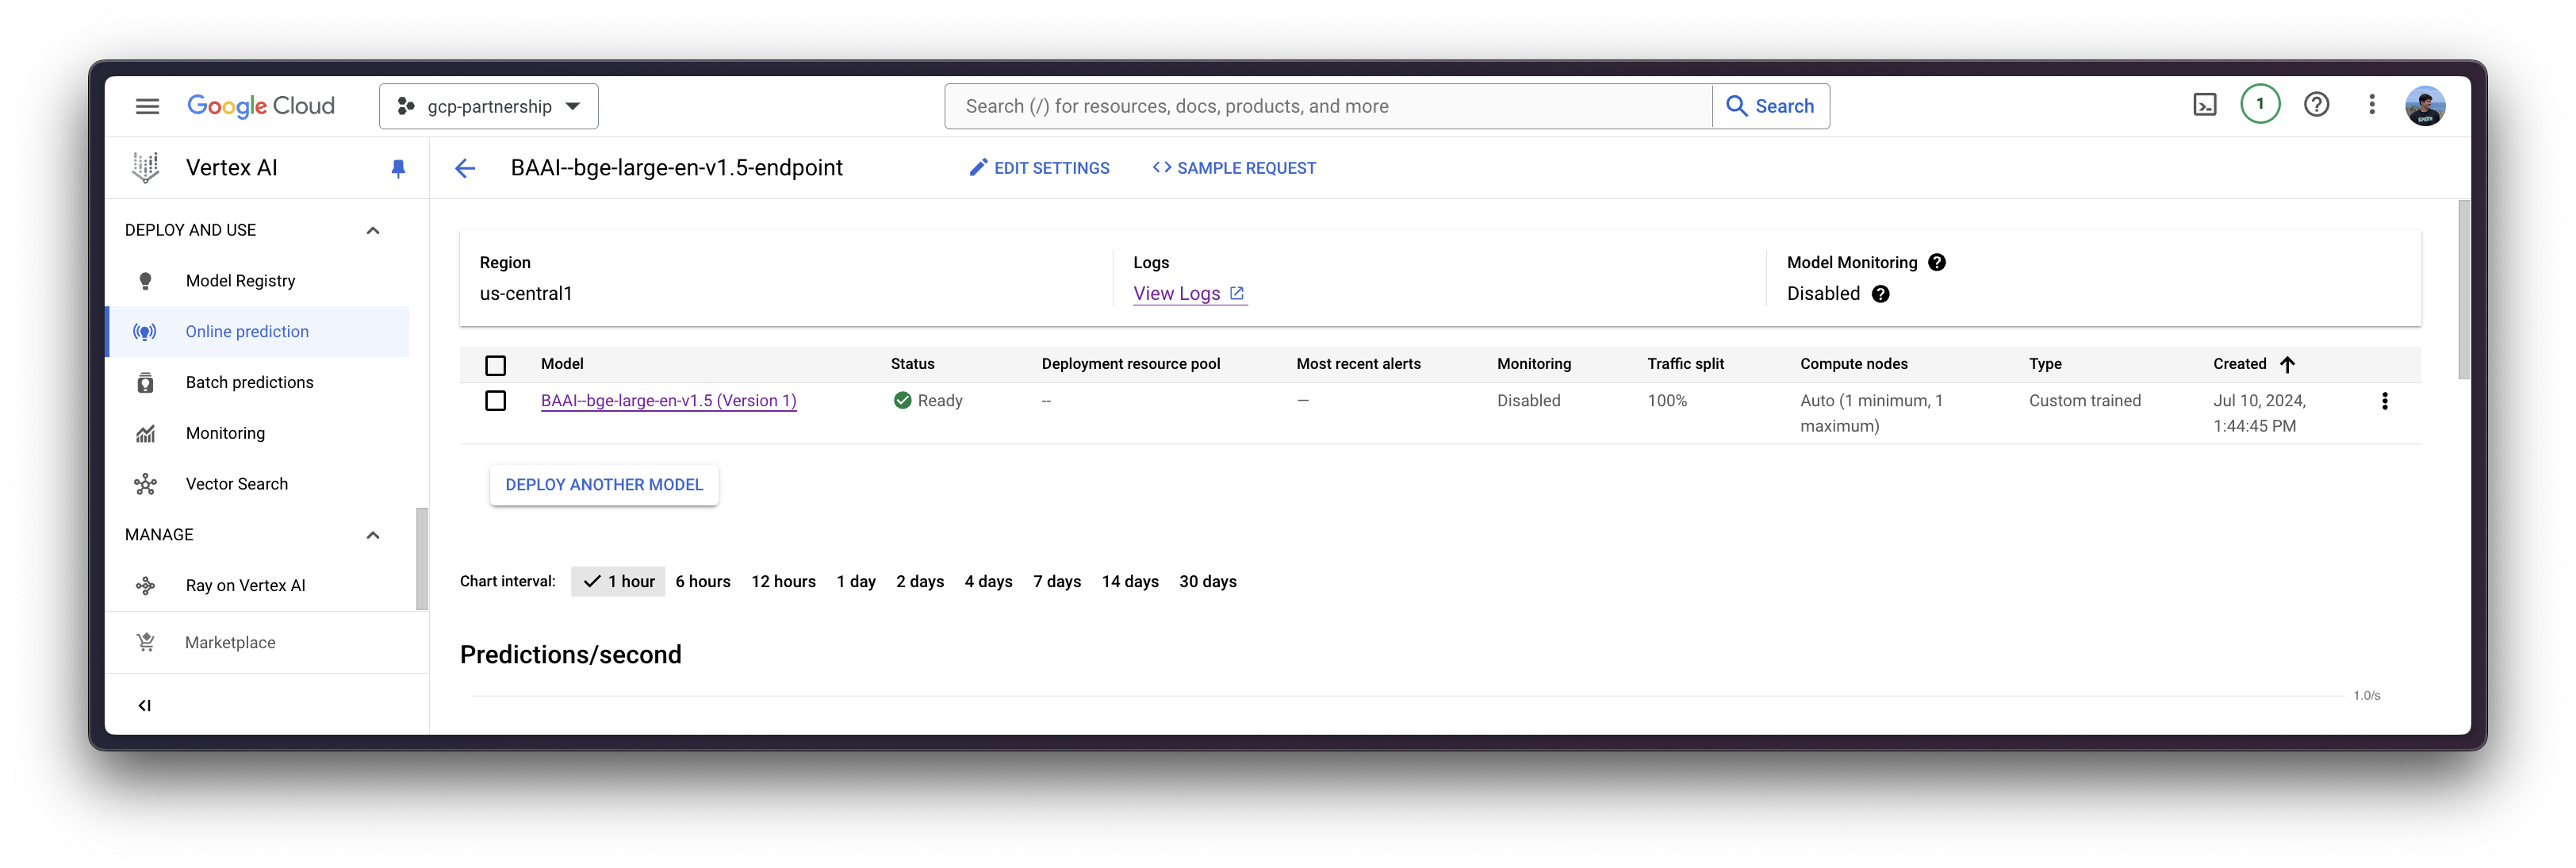 Google Cloud
gcp-partnership
Search (/) for resources, docs, products, and more
Search
1
Vertex AI
BAAI--bge-large-en-v1.5-endpoint
EDIT SETTINGS
SAMPLE REQUEST
DEPLOY AND USE
Model Registry
Online prediction
Batch predictions
Monitoring
Vector Search
MANAGE
Ray on Vertex AI
Marketplace
Region
us-central1
Logs
View Logs
Model Monitoring
Disabled
Model Status Deployment resource pool Most recent alerts Monitoring Traffic split Compute nodes Type Created
BAAI--bge-large-en-v1.5 (Version 1) Ready -- — Disabled 100% Auto (1 minimum, 1 Custom trained Jul 10, 2024,
maximum) 1:44:45 PM
DEPLOY ANOTHER MODEL
Chart interval: 1 hour 6 hours 12 hours 1 day 2 days 4 days 7 days 14 days 30 days
Predictions/second
1.0/s